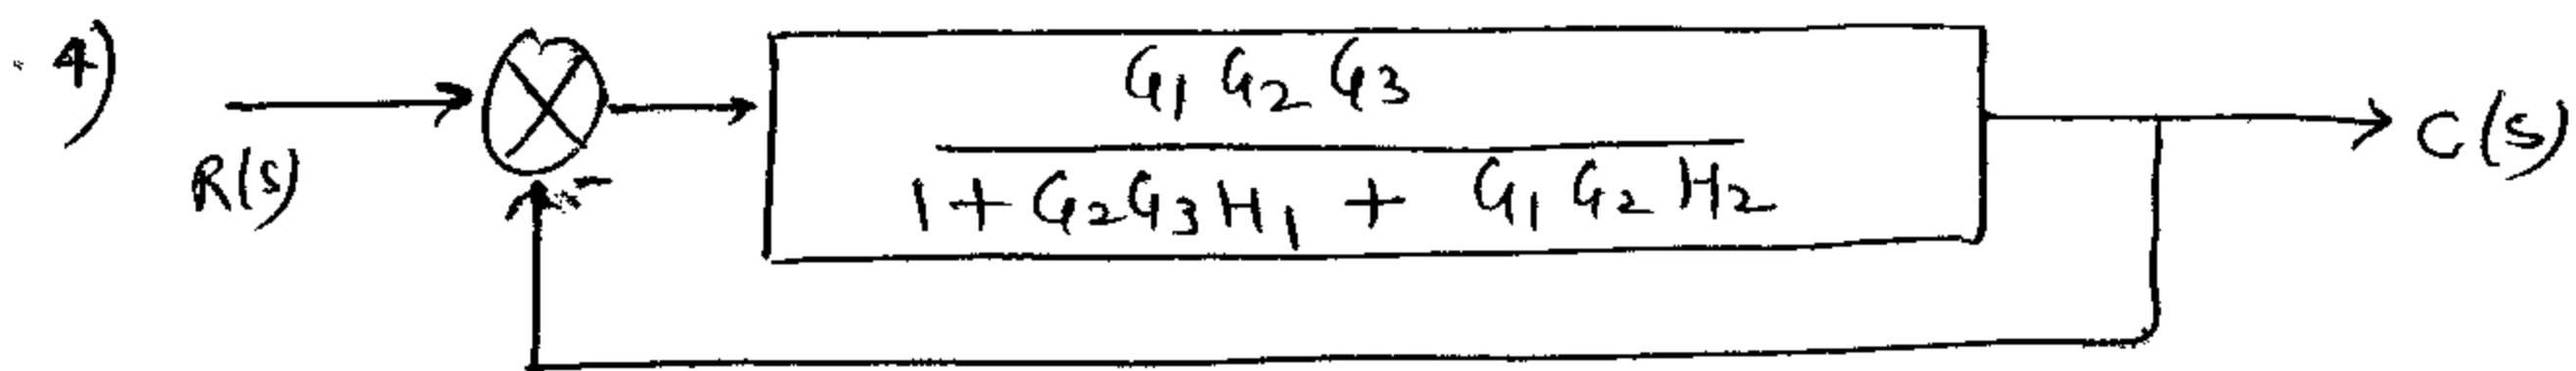 4)
G₁ G₂ G₃
R(s)
C(s)
1 + G₂G₃H₁ + G₁ G₂ H₂
-